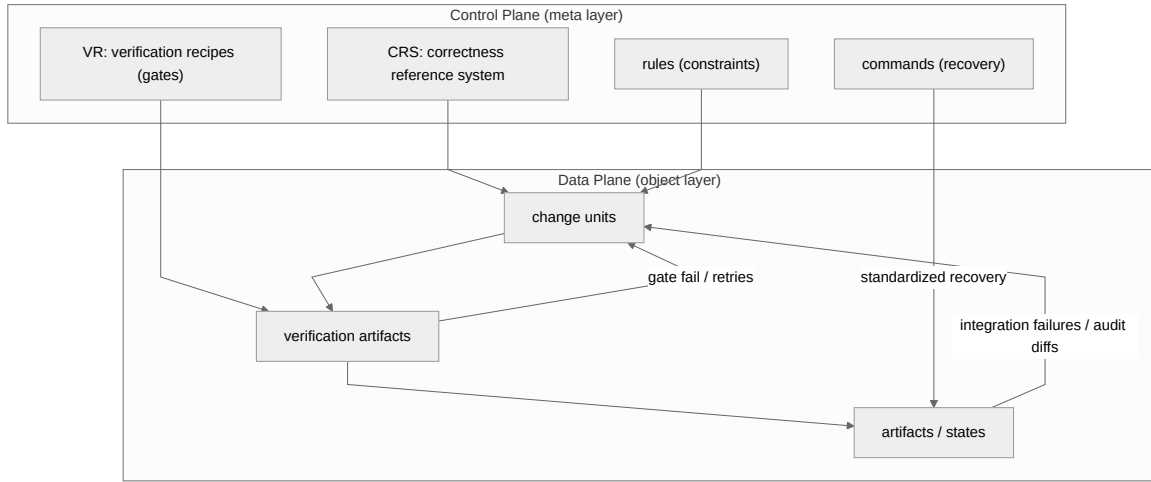 Control Plane (meta layer)
VR: verification recipes
(gates)
CRS: correctness
reference system
rules (constraints)
commands (recovery)
Data Plane (object layer)
change units
gate fail / retries
standardized recovery
verification artifacts
integration failures / audit
diffs
artifacts / states